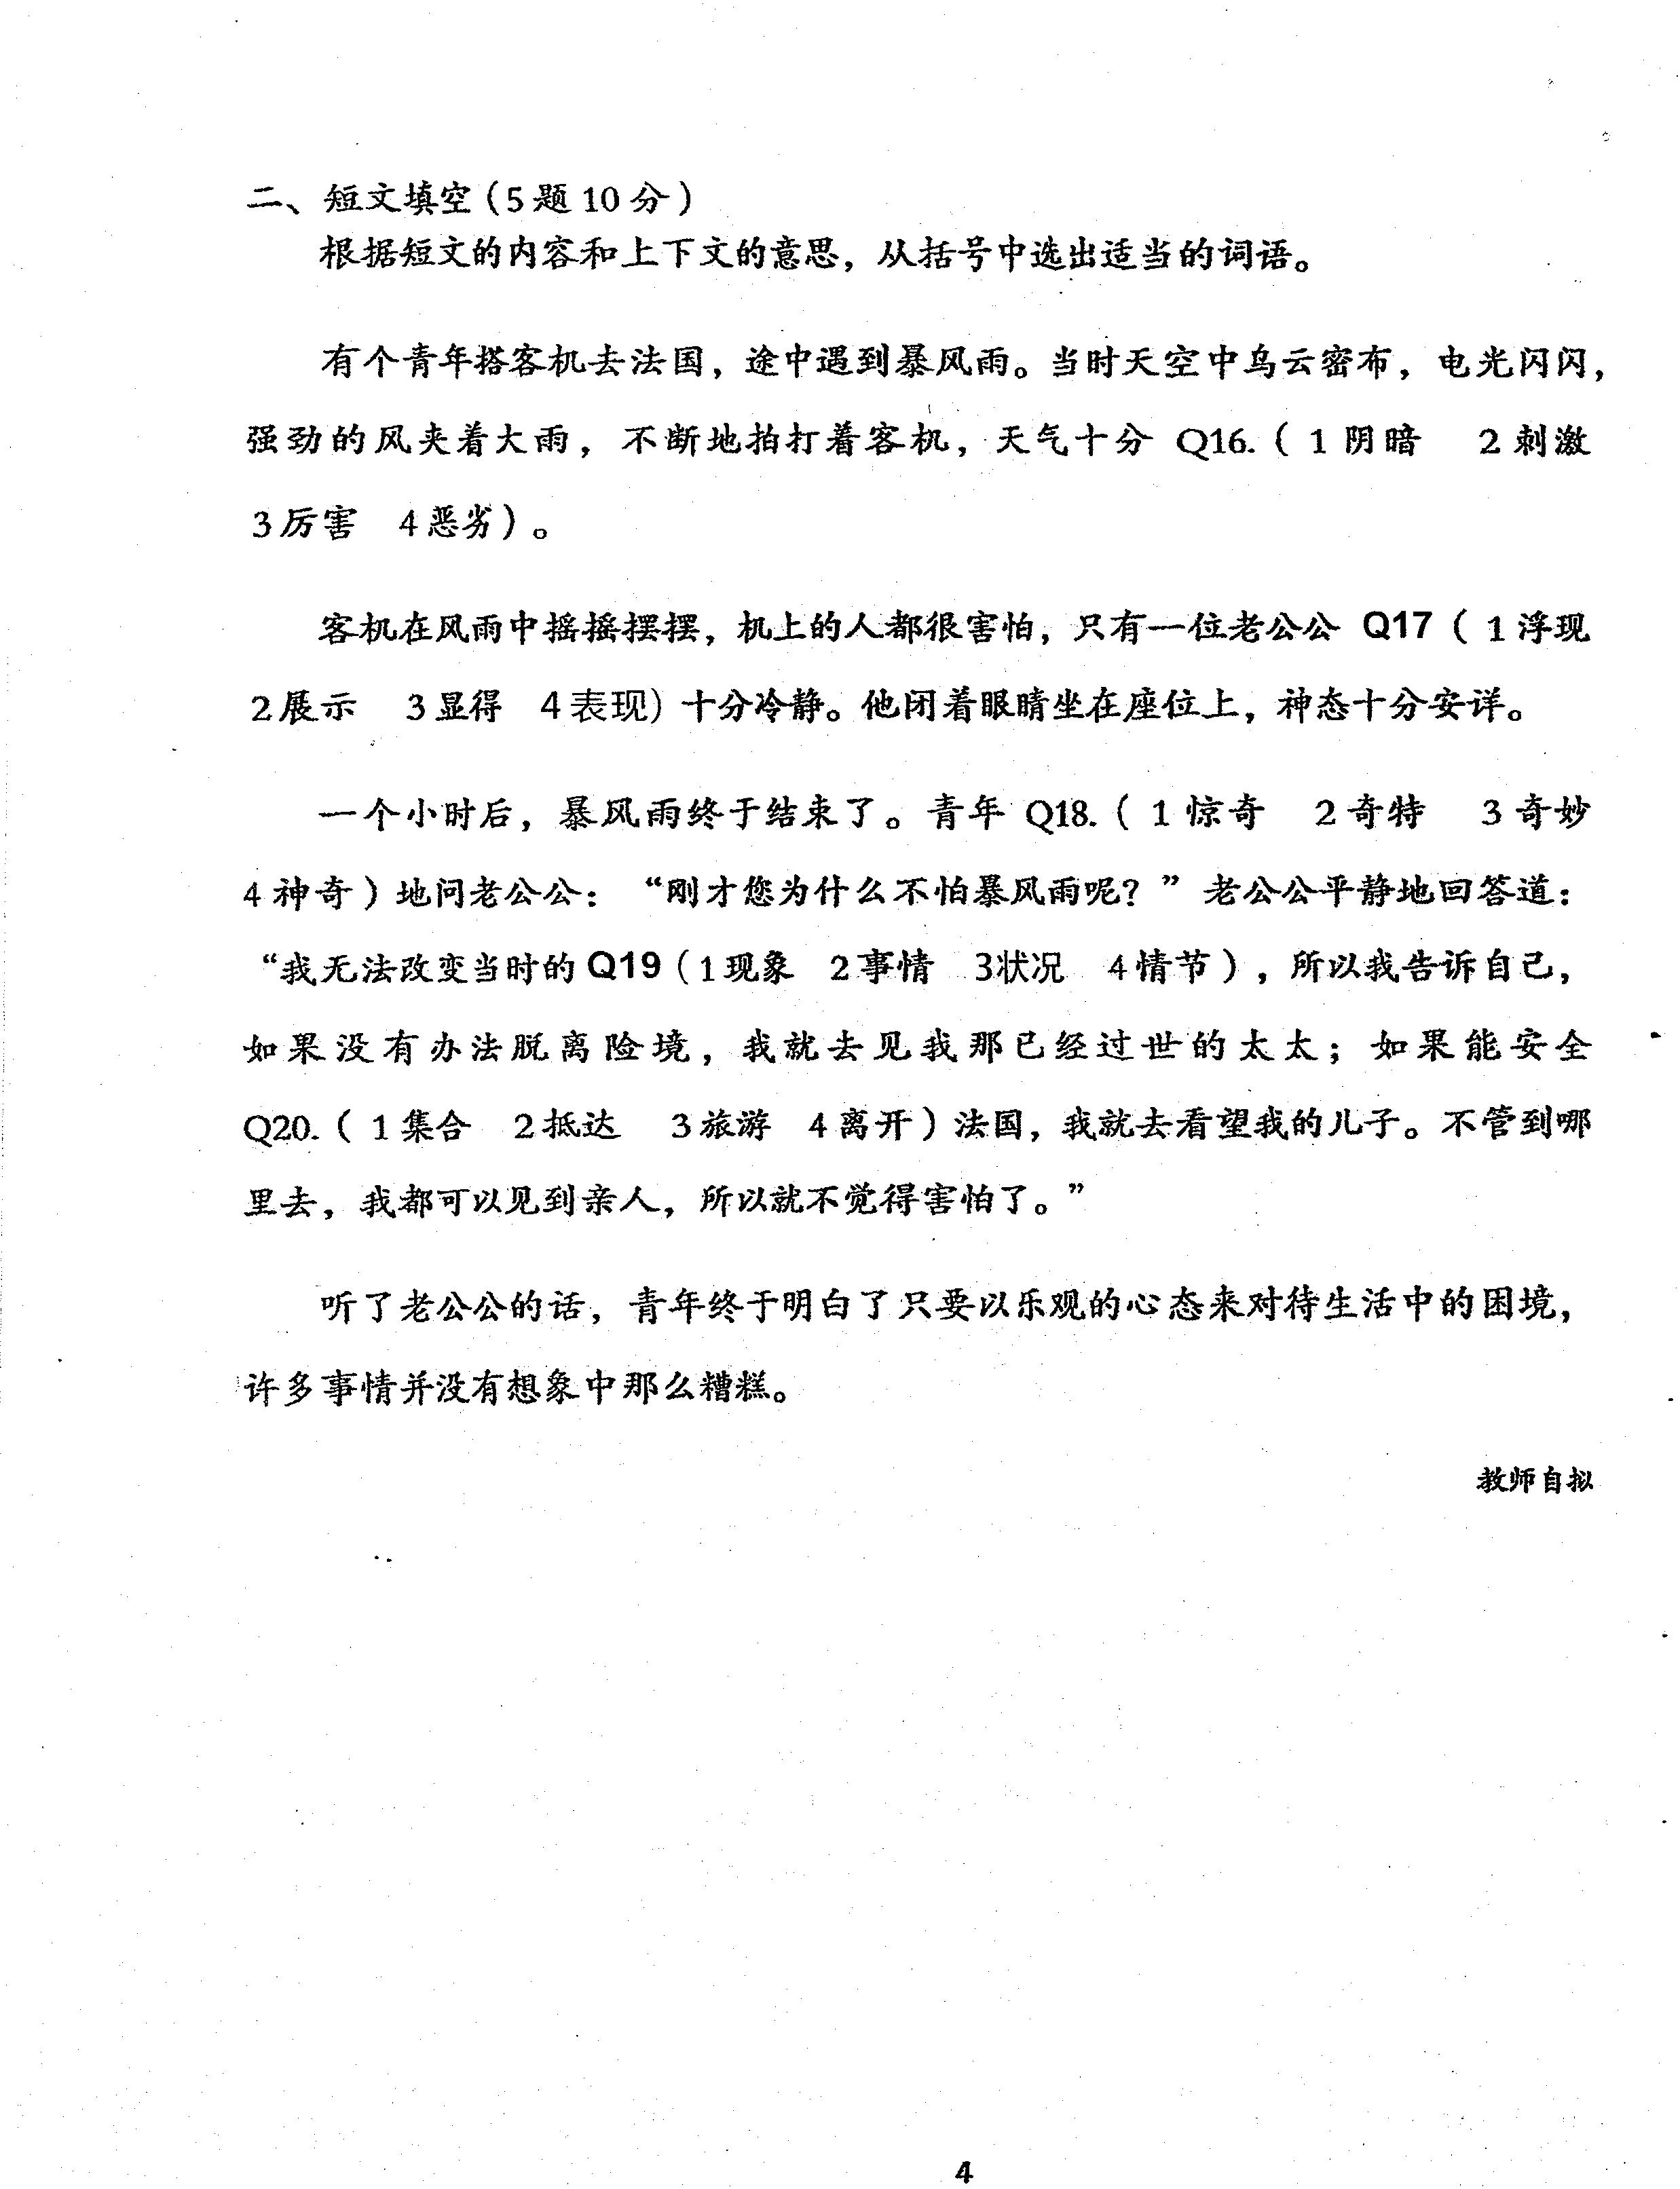 二、短文填空(5题10分)
根据短文的内容和上下文的意思，从括号中选出适当的词语。
有个青年搭客机去法国，途中遇到暴风雨。当时天空中乌云密布，电光闪闪，
强劲的风夹着大雨，不断地拍打着客机，天气十分 Q16.( 1 阴暗 2 刺激
3 厉害 4 恶劣)。
客机在风雨中摇摇摆摆，机上的人都很害怕，只有一位老公公 Q17 ( 1 浮现
2 展示 3 显得 4 表现) 十分冷静。他闭着眼睛坐在座位上，神态十分安详。
一个小时后，暴风雨终于结束了。青年 Q18. ( 1 惊奇 2 奇特 3 奇妙
4 神奇) 地问老公公：“刚才您为什么不怕暴风雨呢？”老公公平静地回答道：
“我无法改变当时的 Q19 (1 现象 2 事情 3 状况 4 情节)，所以我告诉自己，
如果没有办法脱离险境，我就去见我那已经过世的太太；如果能安全
Q20. ( 1 集合 2 抵达 3 旅游 4 离开) 法国，我就去看望我的儿子。不管到哪
里去，我都可以见到亲人，所以就不觉得害怕了。”
听了老公公的话，青年终于明白了只要以乐观的心态来对待生活中的困境，
许多事情并没有想象中那么糟糕。
教师自拟
4